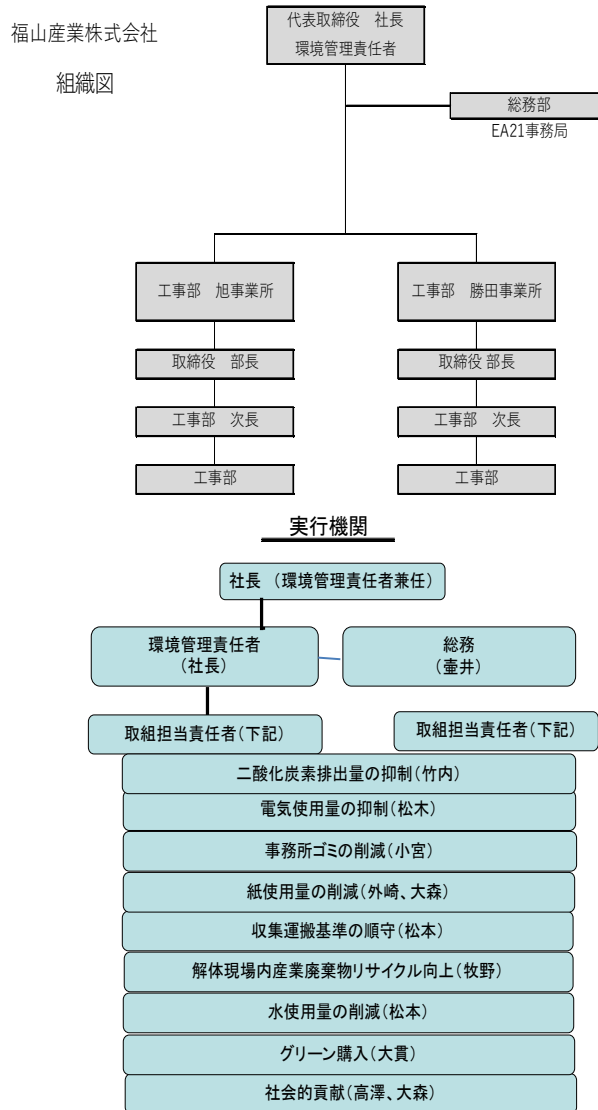 福山産業株式会社
組織図
代表取締役　社長
環境管理責任者
総務部
EA21事務局
工事部　旭事業所
工事部　勝田事業所
取締役　部長
取締役 部長
工事部　次長
工事部　次長
工事部
工事部
実行機関
社長　（環境管理責任者兼任）
環境管理責任者
（社長）
総務
（壷井）
取組担当責任者（下記）
取組担当責任者（下記）
二酸化炭素排出量の抑制（竹内）
電気使用量の抑制（松木）
事務所ゴミの削減（小宮）
紙使用量の削減（外崎、大森）
収集運搬基準の順守（松本）
解体現場内産業廃棄物リサイクル向上（牧野）
水使用量の削減（松本）
グリーン購入（大貫）
社会的貢献（高澤、大森）